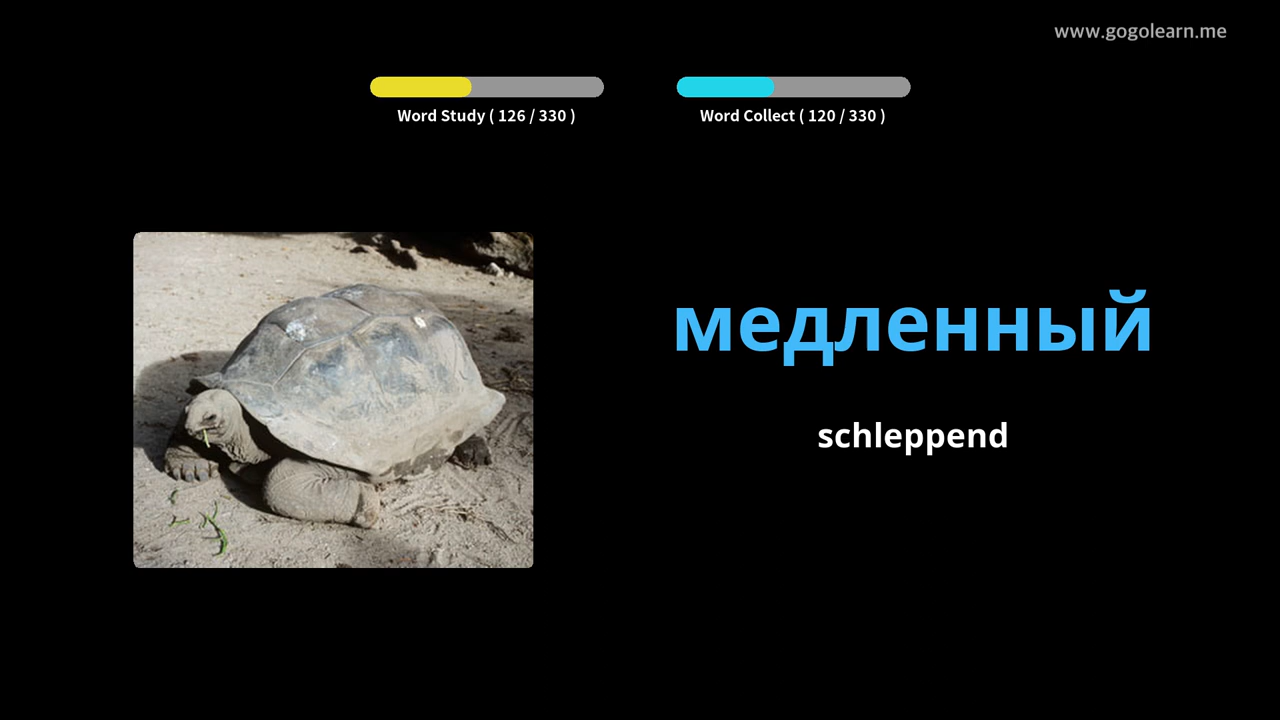 www.gogolearn.me
Word Study ( 126 / 330 )
Word Collect ( 120 / 330 )
медленный
schleppend